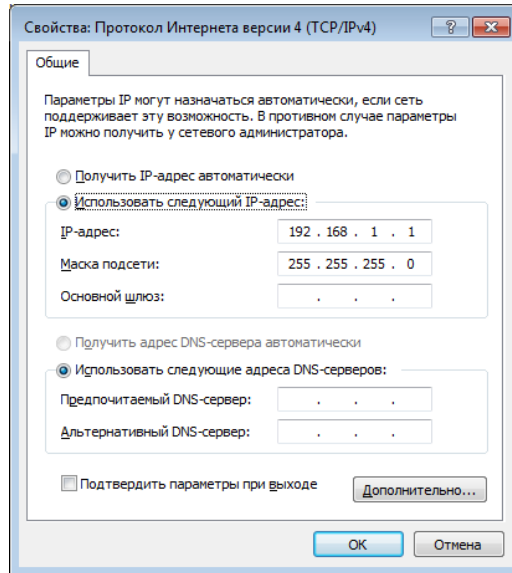 Свойства: Протокол Интернета версии 4 (TCP/IPv4)
Общие
Параметры IP могут назначаться автоматически, если сеть
поддерживает эту возможность. В противном случае параметры
IP можно получить у сетевого администратора.
Получить IP-адрес автоматически
Использовать следующий IP-адрес:
IP-адрес: 192 . 168 . 1 . 1
Маска подсети: 255 . 255 . 255 . 0
Основной шлюз: . . .
Получить адрес DNS-сервера автоматически
Использовать следующие адреса DNS-серверов:
Предпочитаемый DNS-сервер: . . .
Альтернативный DNS-сервер: . . .
Подтвердить параметры при выходе
Дополнительно...
ОК
Отмена